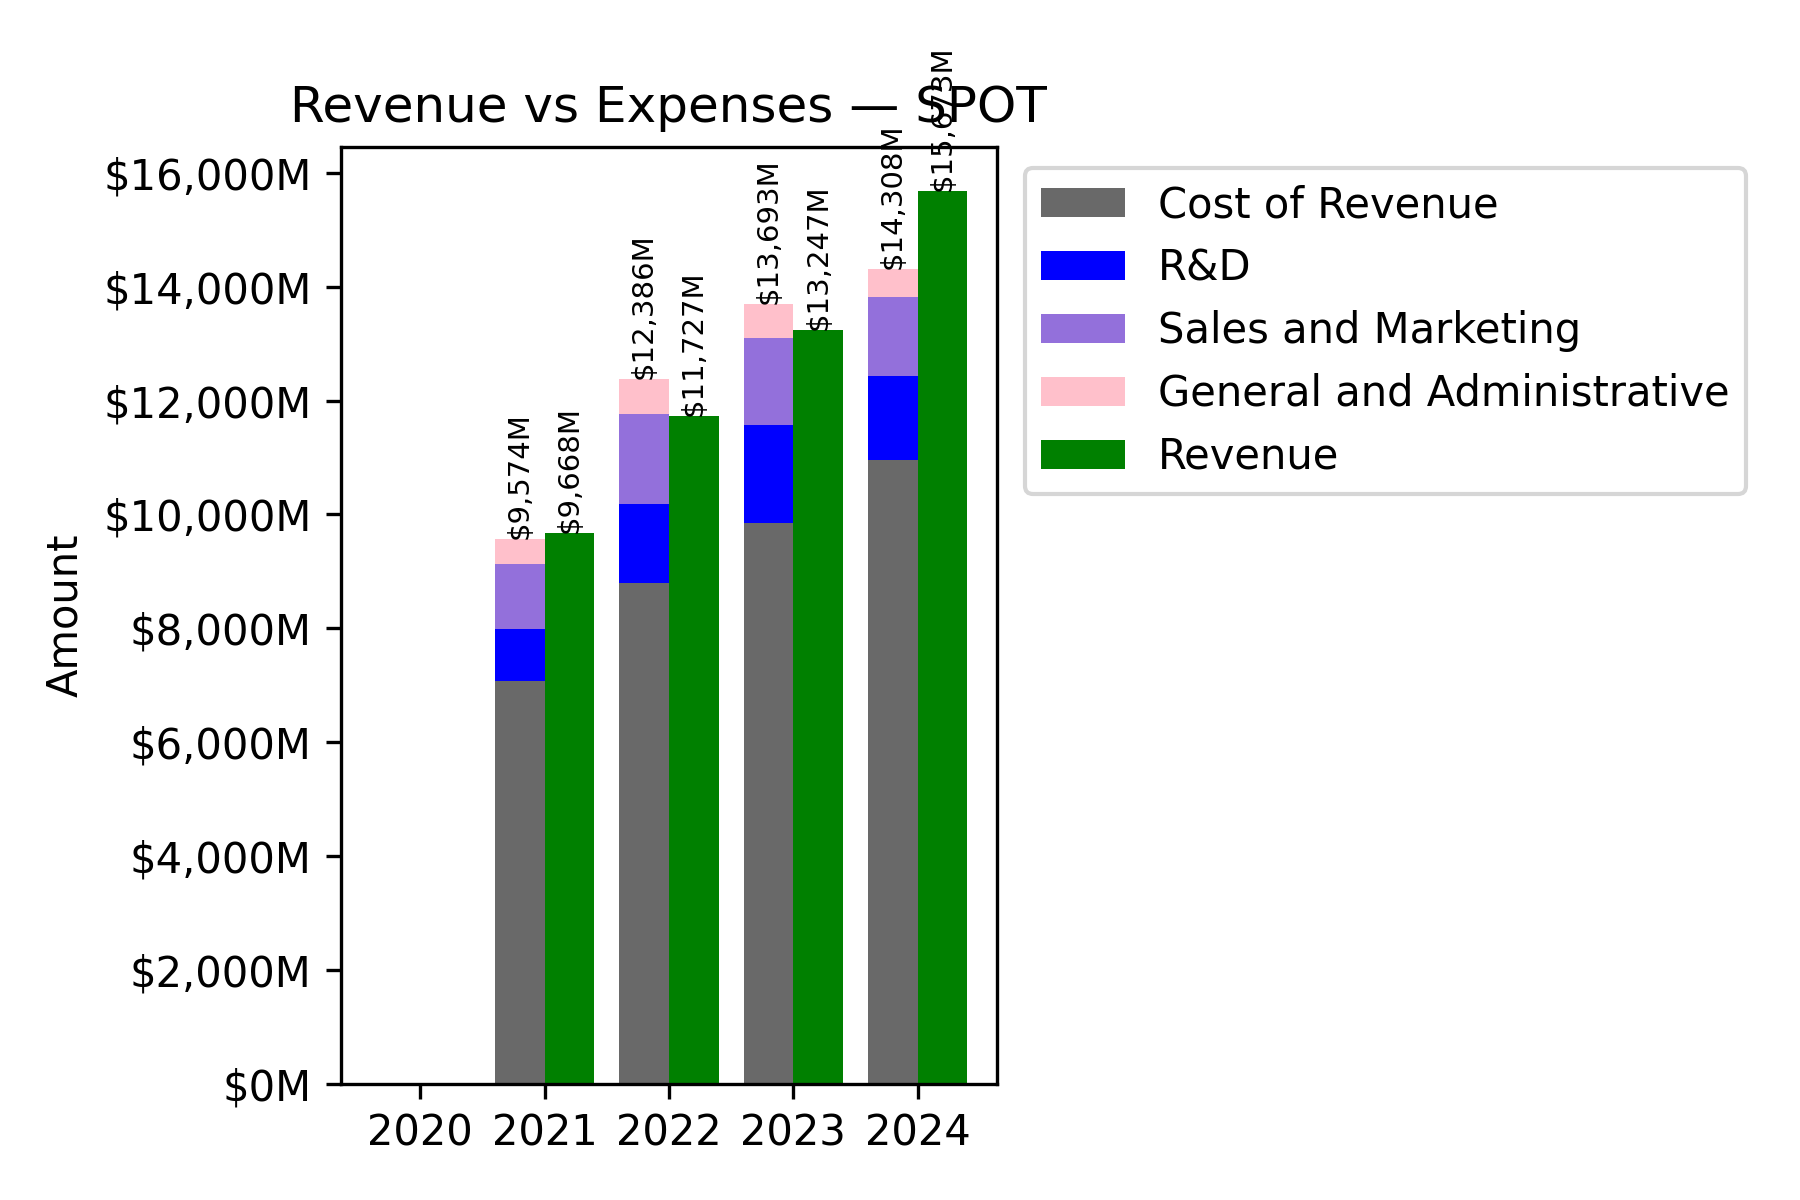 Revenue vs Expenses — SPOT
$16,000M
$14,000M
$12,000M
$10,000M
$8,000M
$6,000M
$4,000M
$2,000M
$0M
Amount
$9,574M
$9,668M
$12,386M
$11,727M
$13,693M
$13,247M
$14,308M
$15,673M
2020 2021 2022 2023 2024
Cost of Revenue
R&D
Sales and Marketing
General and Administrative
Revenue